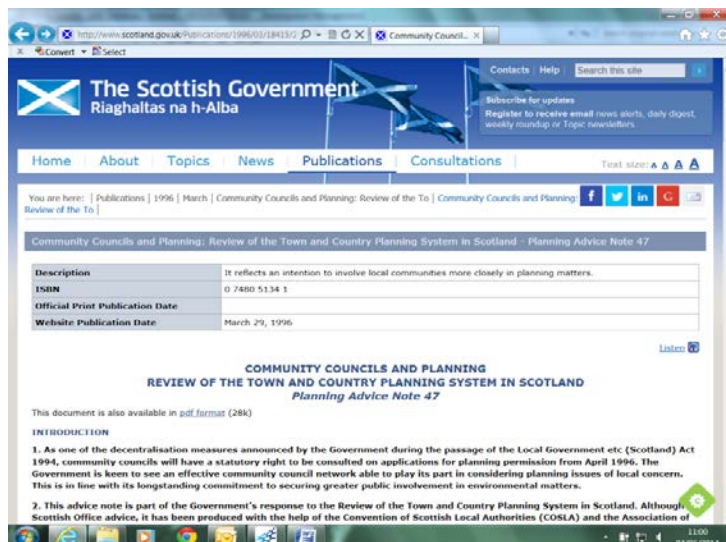 http://www.scotland.gov.uk/Publications/1996/03/18415/2
Community Council...
Convert Select
The Scottish Government
Riaghaltas na h-Alba
Contacts Help Search this site
Subscribe for updates
Register to receive email news alerts, daily digest,
weekly roundup or Topic newsletters.
Home About Topics News Publications Consultations
Text size: A A A A
You are here: | Publications | 1996 | March | Community Councils and Planning: Review of the To | Community Councils and Planning:
Review of the To |
Community Councils and Planning: Review of the Town and Country Planning System in Scotland - Planning Advice Note 47
Description It reflects an intention to involve local communities more closely in planning matters.
ISBN 0 7480 5134 1
Official Print Publication Date
Website Publication Date March 29, 1996
Listen
COMMUNITY COUNCILS AND PLANNING
REVIEW OF THE TOWN AND COUNTRY PLANNING SYSTEM IN SCOTLAND
Planning Advice Note 47
This document is also available in pdf format (28k)
INTRODUCTION
1. As one of the decentralisation measures announced by the Government during the passage of the Local Government etc (Scotland) Act
1994, community councils will have a statutory right to be consulted on applications for planning permission from April 1996. The
Government is keen to see an effective community council network able to play its part in considering planning issues of local concern.
This is in line with its longstanding commitment to securing greater public involvement in environmental matters.
2. This advice note is part of the Government's response to the Review of the Town and Country Planning System in Scotland. Although
Scottish Office advice, it has been produced with the help of the Convention of Scottish Local Authorities (COSLA) and the Association of
11:00